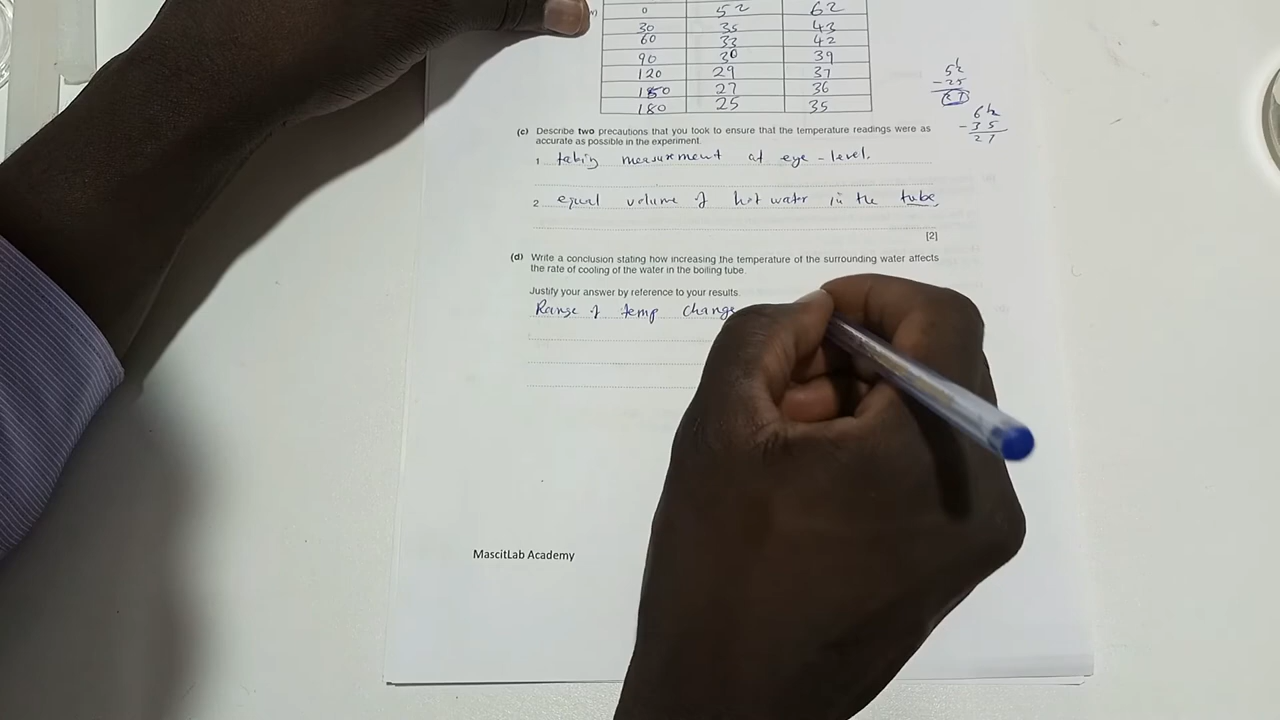 0 52 62
30 35 43
60 33 42
90 30 39
120 29 37
150 27 36
180 25 35
52
- 25
27
62
- 35
27
(c) Describe two precautions that you took to ensure that the temperature readings were as
accurate as possible in the experiment.
1 taking measurement at eye-level.
2 equal volume of hot water in the tube.
[2]
(d) Write a conclusion stating how increasing the temperature of the surrounding water affects
the rate of cooling of the water in the boiling tube.
Justify your answer by reference to your results.
Range of temp change
MascitLab Academy